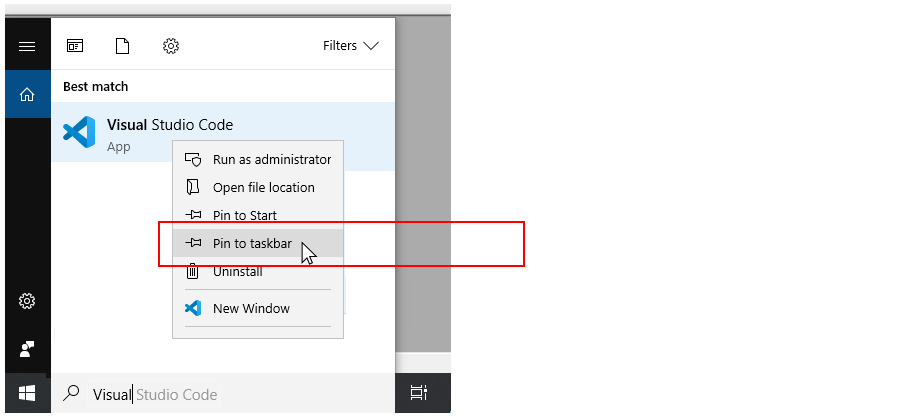 Filters
Best match
Visual Studio Code
App
Run as administrator
Open file location
Pin to Start
Pin to taskbar
Uninstall
New Window
Visual Studio Code